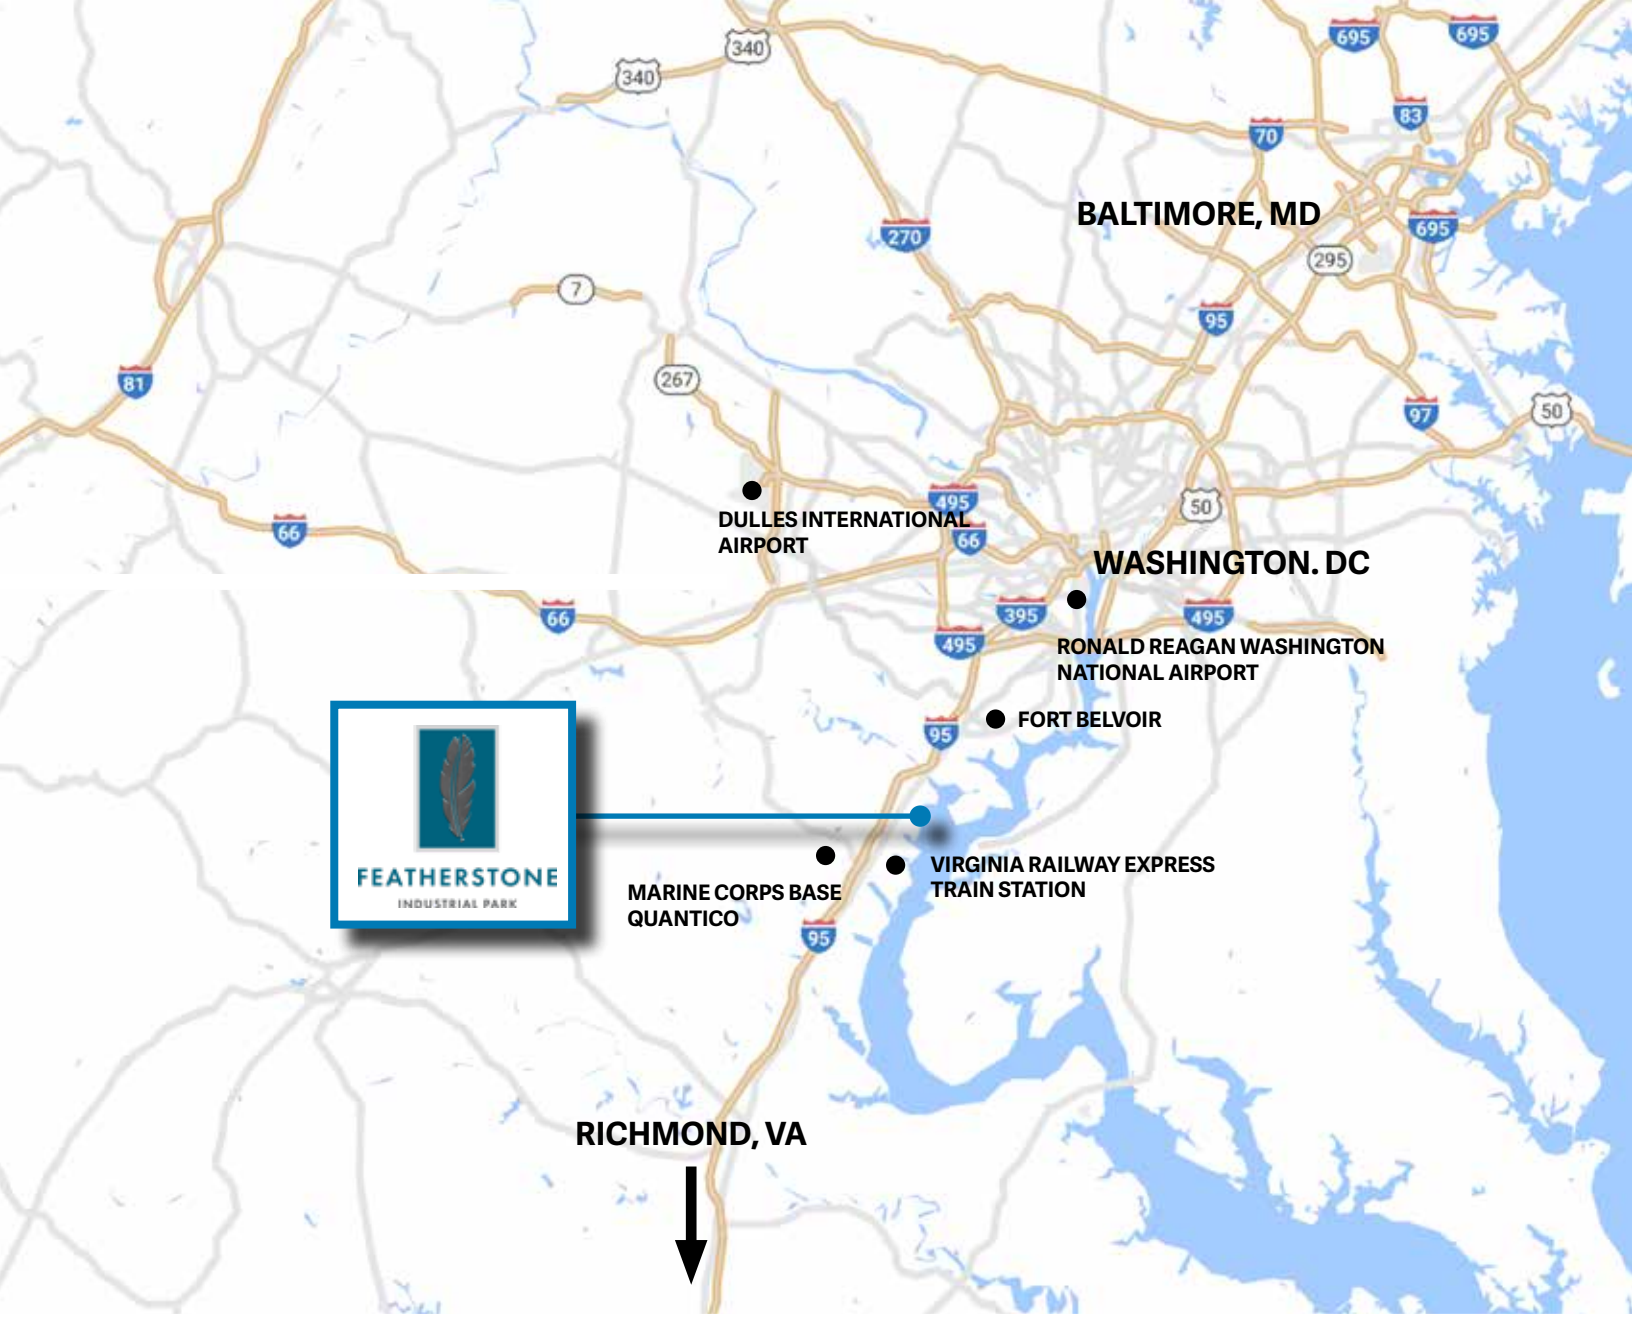 695
695
340
340
83
70
BALTIMORE, MD
695
270
295
7
95
81
267
97
50
DULLES INTERNATIONAL
AIRPORT
495
66
50
66
WASHINGTON. DC
66
395
495
495
RONALD REAGAN WASHINGTON
NATIONAL AIRPORT
FORT BELVOIR
95
FEATHERSTONE
INDUSTRIAL PARK
MARINE CORPS BASE
QUANTICO
VIRGINIA RAILWAY EXPRESS
TRAIN STATION
95
RICHMOND, VA